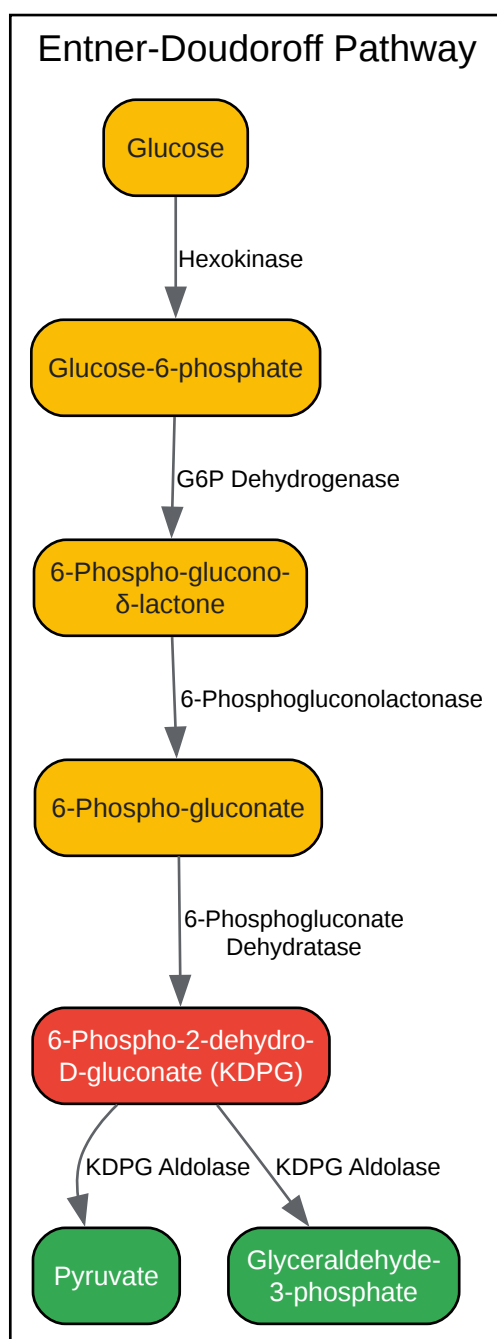 Entner-Doudoroff Pathway
Glucose
Hexokinase
Glucose-6-phosphate
G6P Dehydrogenase
6-Phospho-glucono-
δ-lactone
6-Phosphogluconolactonase
6-Phospho-gluconate
6-Phosphogluconate
Dehydratase
6-Phospho-2-dehydro-
D-gluconate (KDPG)
KDPG Aldolase
KDPG Aldolase
Pyruvate
Glyceraldehyde-
3-phosphate